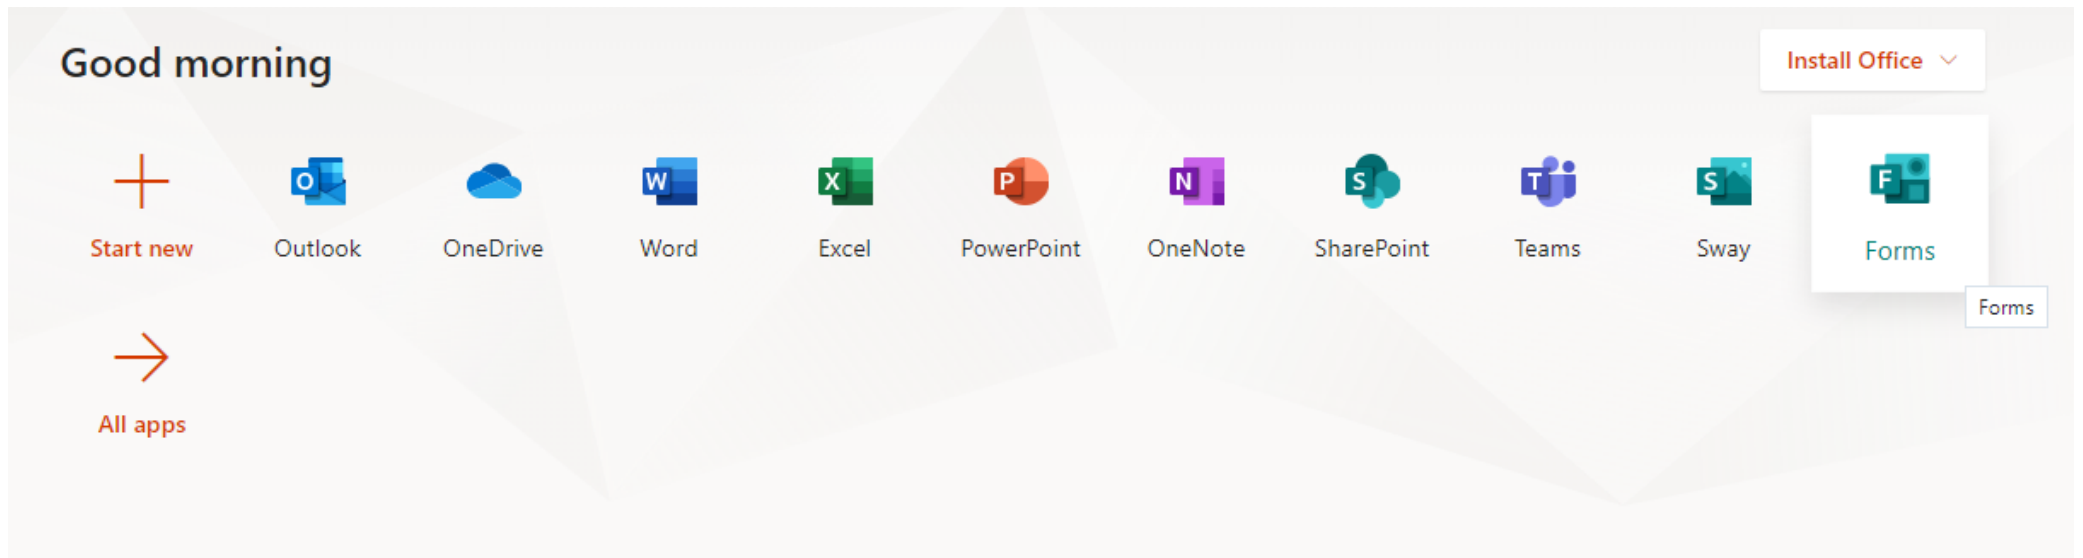 Good morning
Install Office
Start new
Outlook
OneDrive
Word
Excel
PowerPoint
OneNote
SharePoint
Teams
Sway
Forms
Forms
All apps